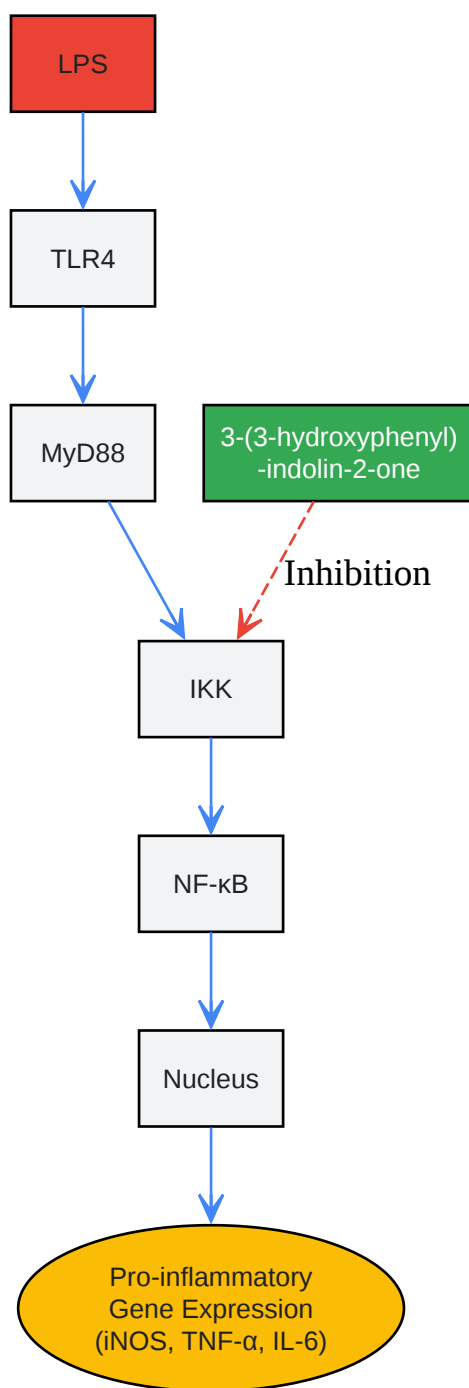 LPS
TLR4
MyD88
3-(3-hydroxyphenyl)
-indolin-2-one
Inhibition
IKK
NF-κB
Nucleus
Pro-inflammatory
Gene Expression
(iNOS, TNF-α, IL-6)